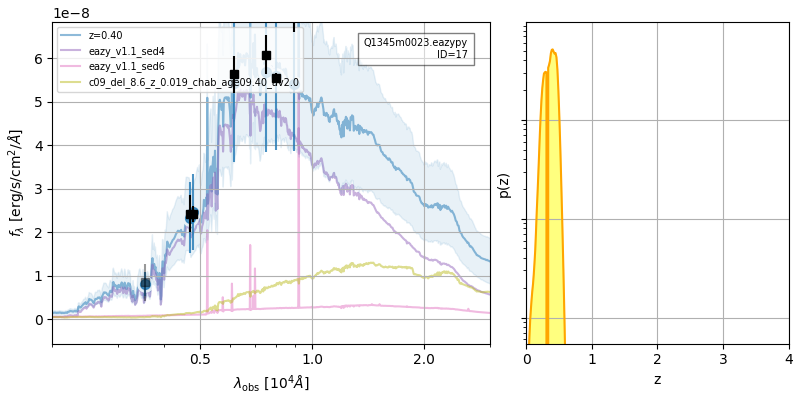 1e−8
z=0.40
eazy_v1.1_sed4
eazy_v1.1_sed6
c09_del_8.6_z_0.019_chab_age09.40_av2.0
Q1345m0023.eazypy
ID=17
6
5
4
3
2
1
0
fλ [erg/s/cm²/Å]
0.5
1.0
2.0
λobs [10⁴Å]
p(z)
0
1
2
3
4
z